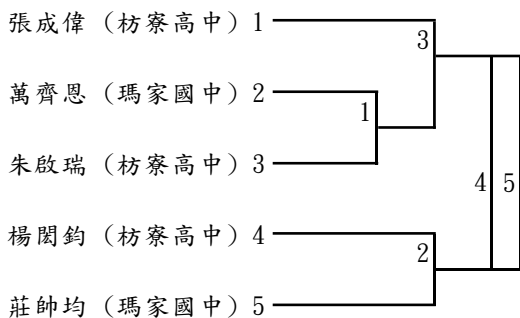 張成偉（枋寮高中）1
3
萬齊恩（瑪家國中）2
1
朱啟瑞（枋寮高中）3
4 5
楊閎鈞（枋寮高中）4
2
莊帥均（瑪家國中）5